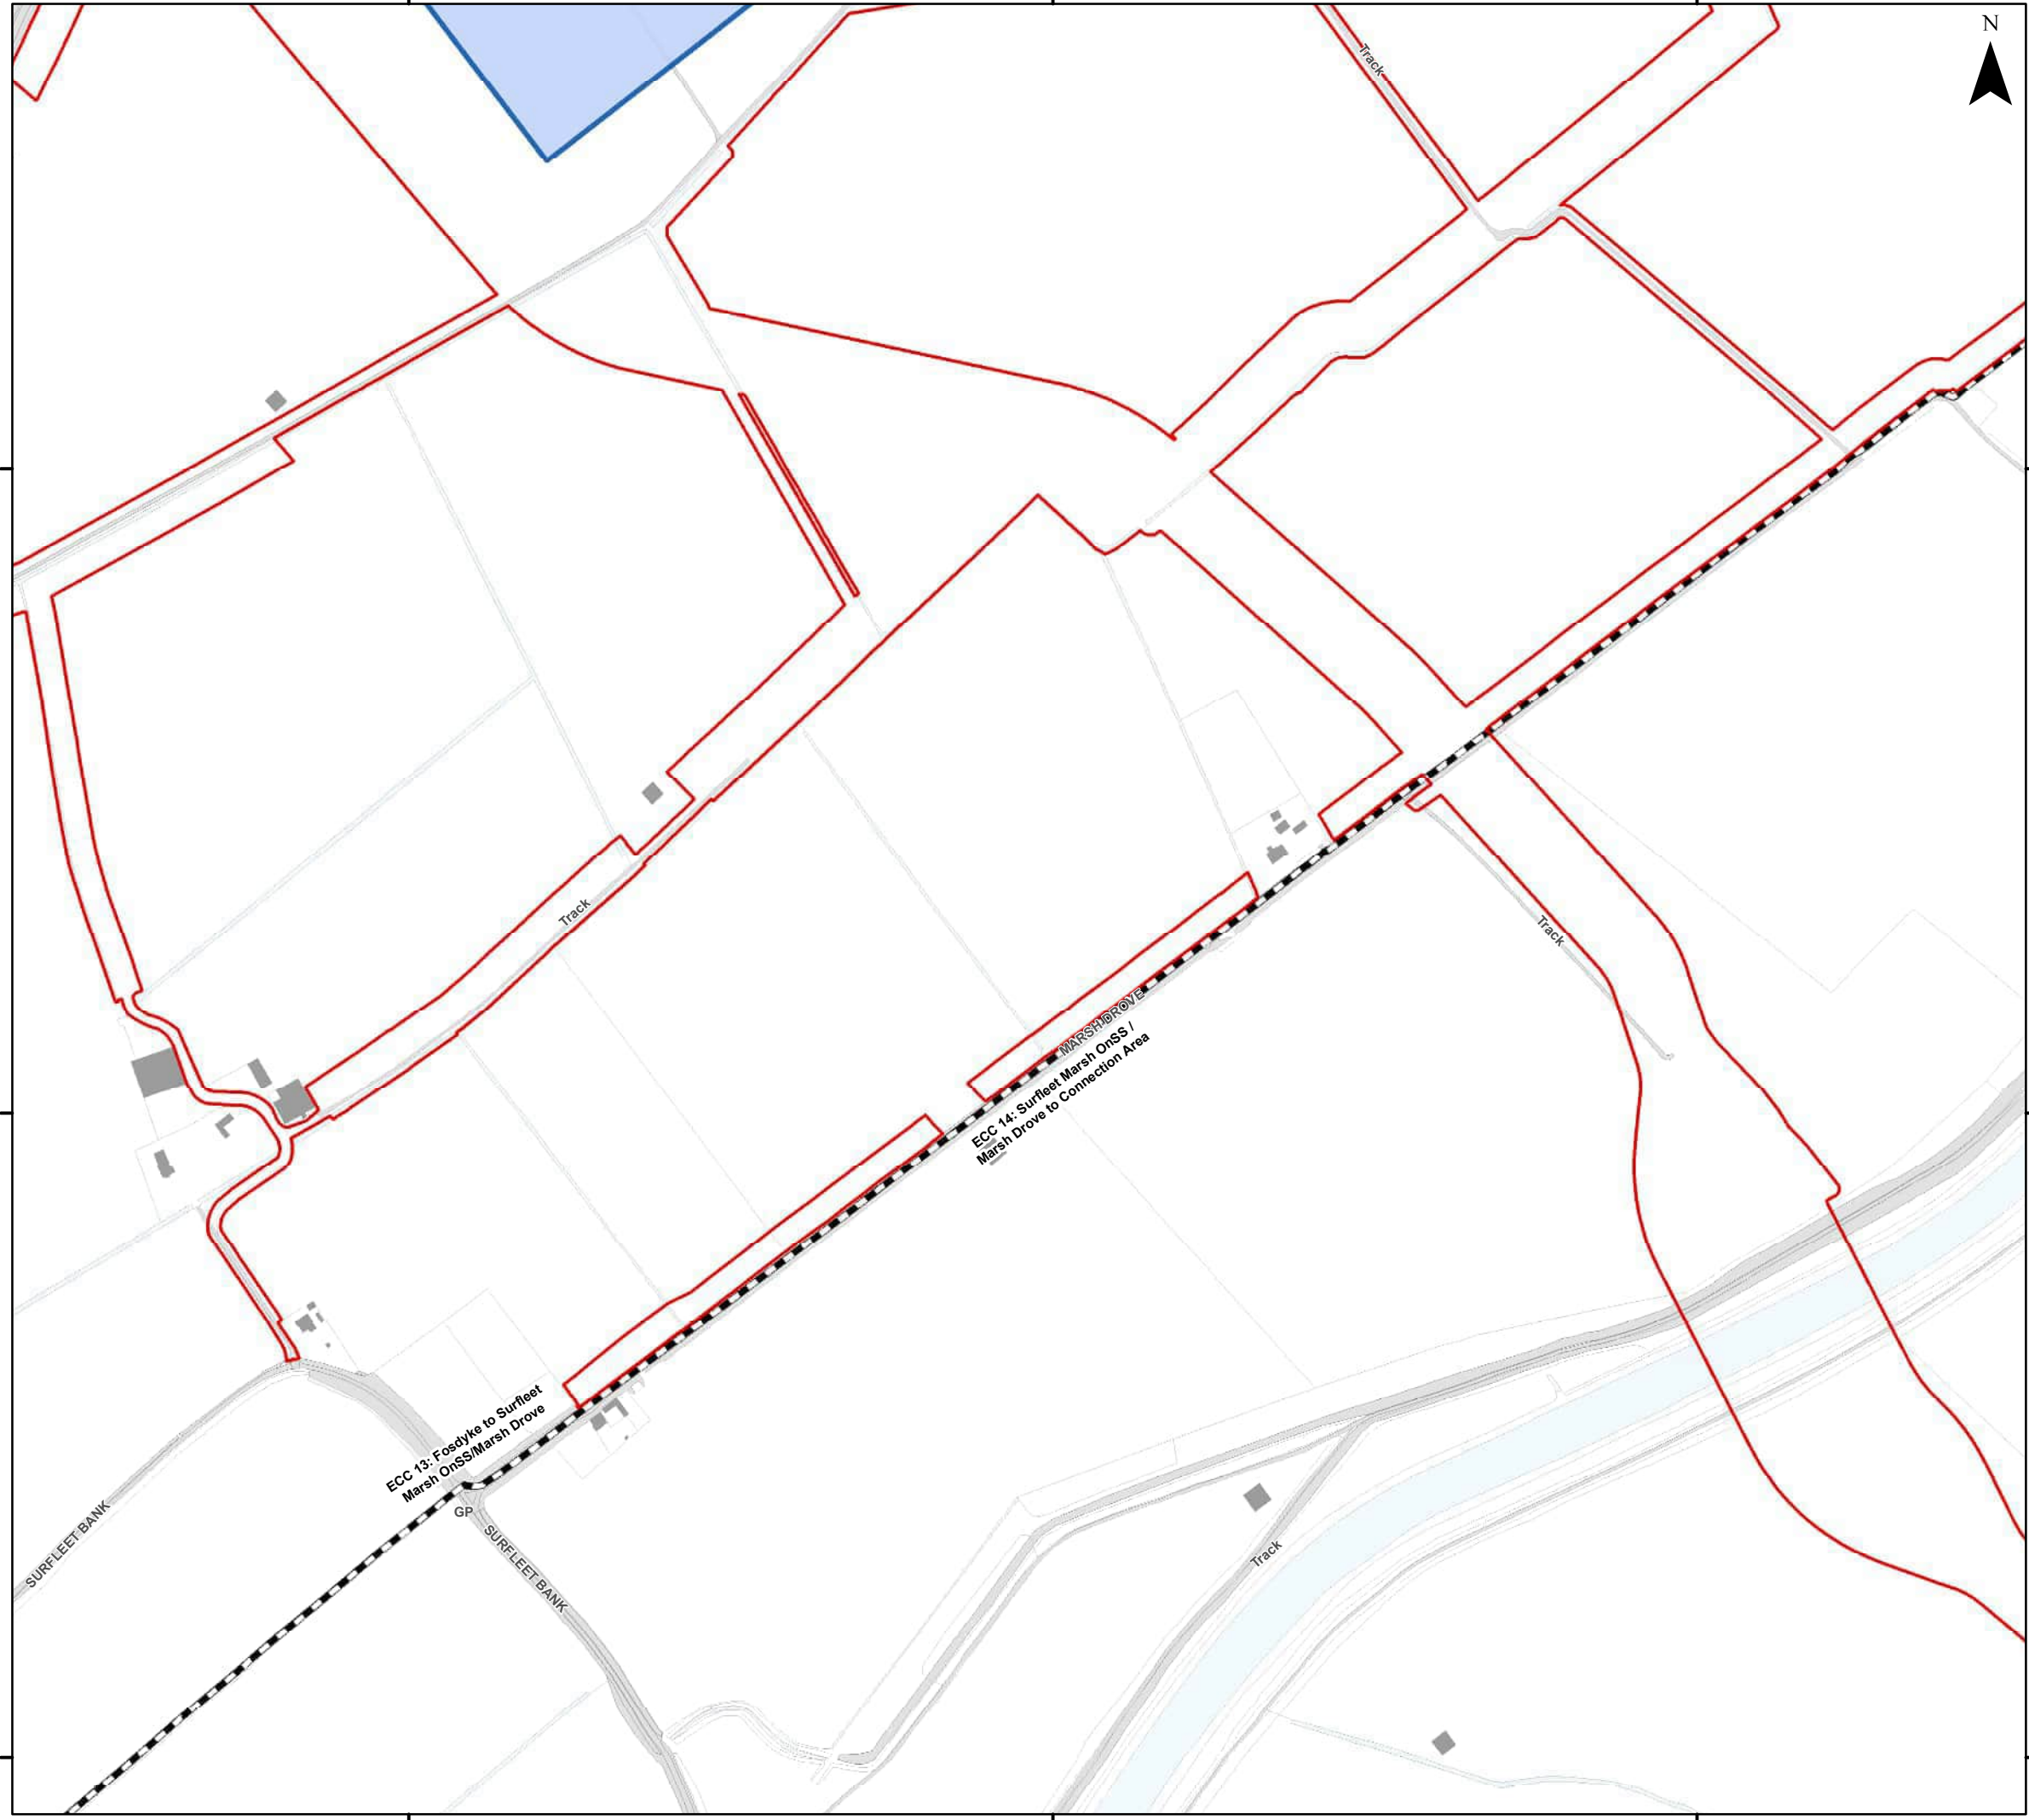 N
Track
Track
Track
MARSH DROVE
ECC 14: Surfleet Marsh OnSS /
Marsh Drove to Connection Area
ECC 13: Fosdyke to Surfleet
Marsh OnSS/Marsh Drove
GP
SURFLEET BANK
SURFLEET BANK
Track